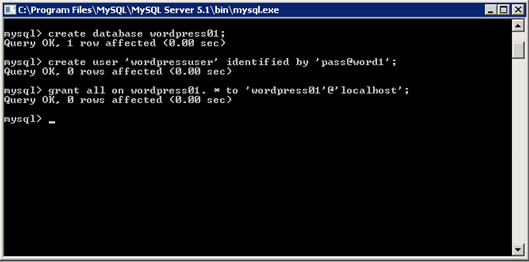 C:\Program Files\MySQL\MySQL Server 5.1\bin\mysql.exe
mysql> create database wordpress01;
Query OK, 1 row affected (0.00 sec)
mysql> create user 'wordpressuser' identified by 'pass@word1';
Query OK, 0 rows affected (0.00 sec)
mysql> grant all on wordpress01. * to 'wordpress01'@'localhost';
Query OK, 0 rows affected (0.00 sec)
mysql> _